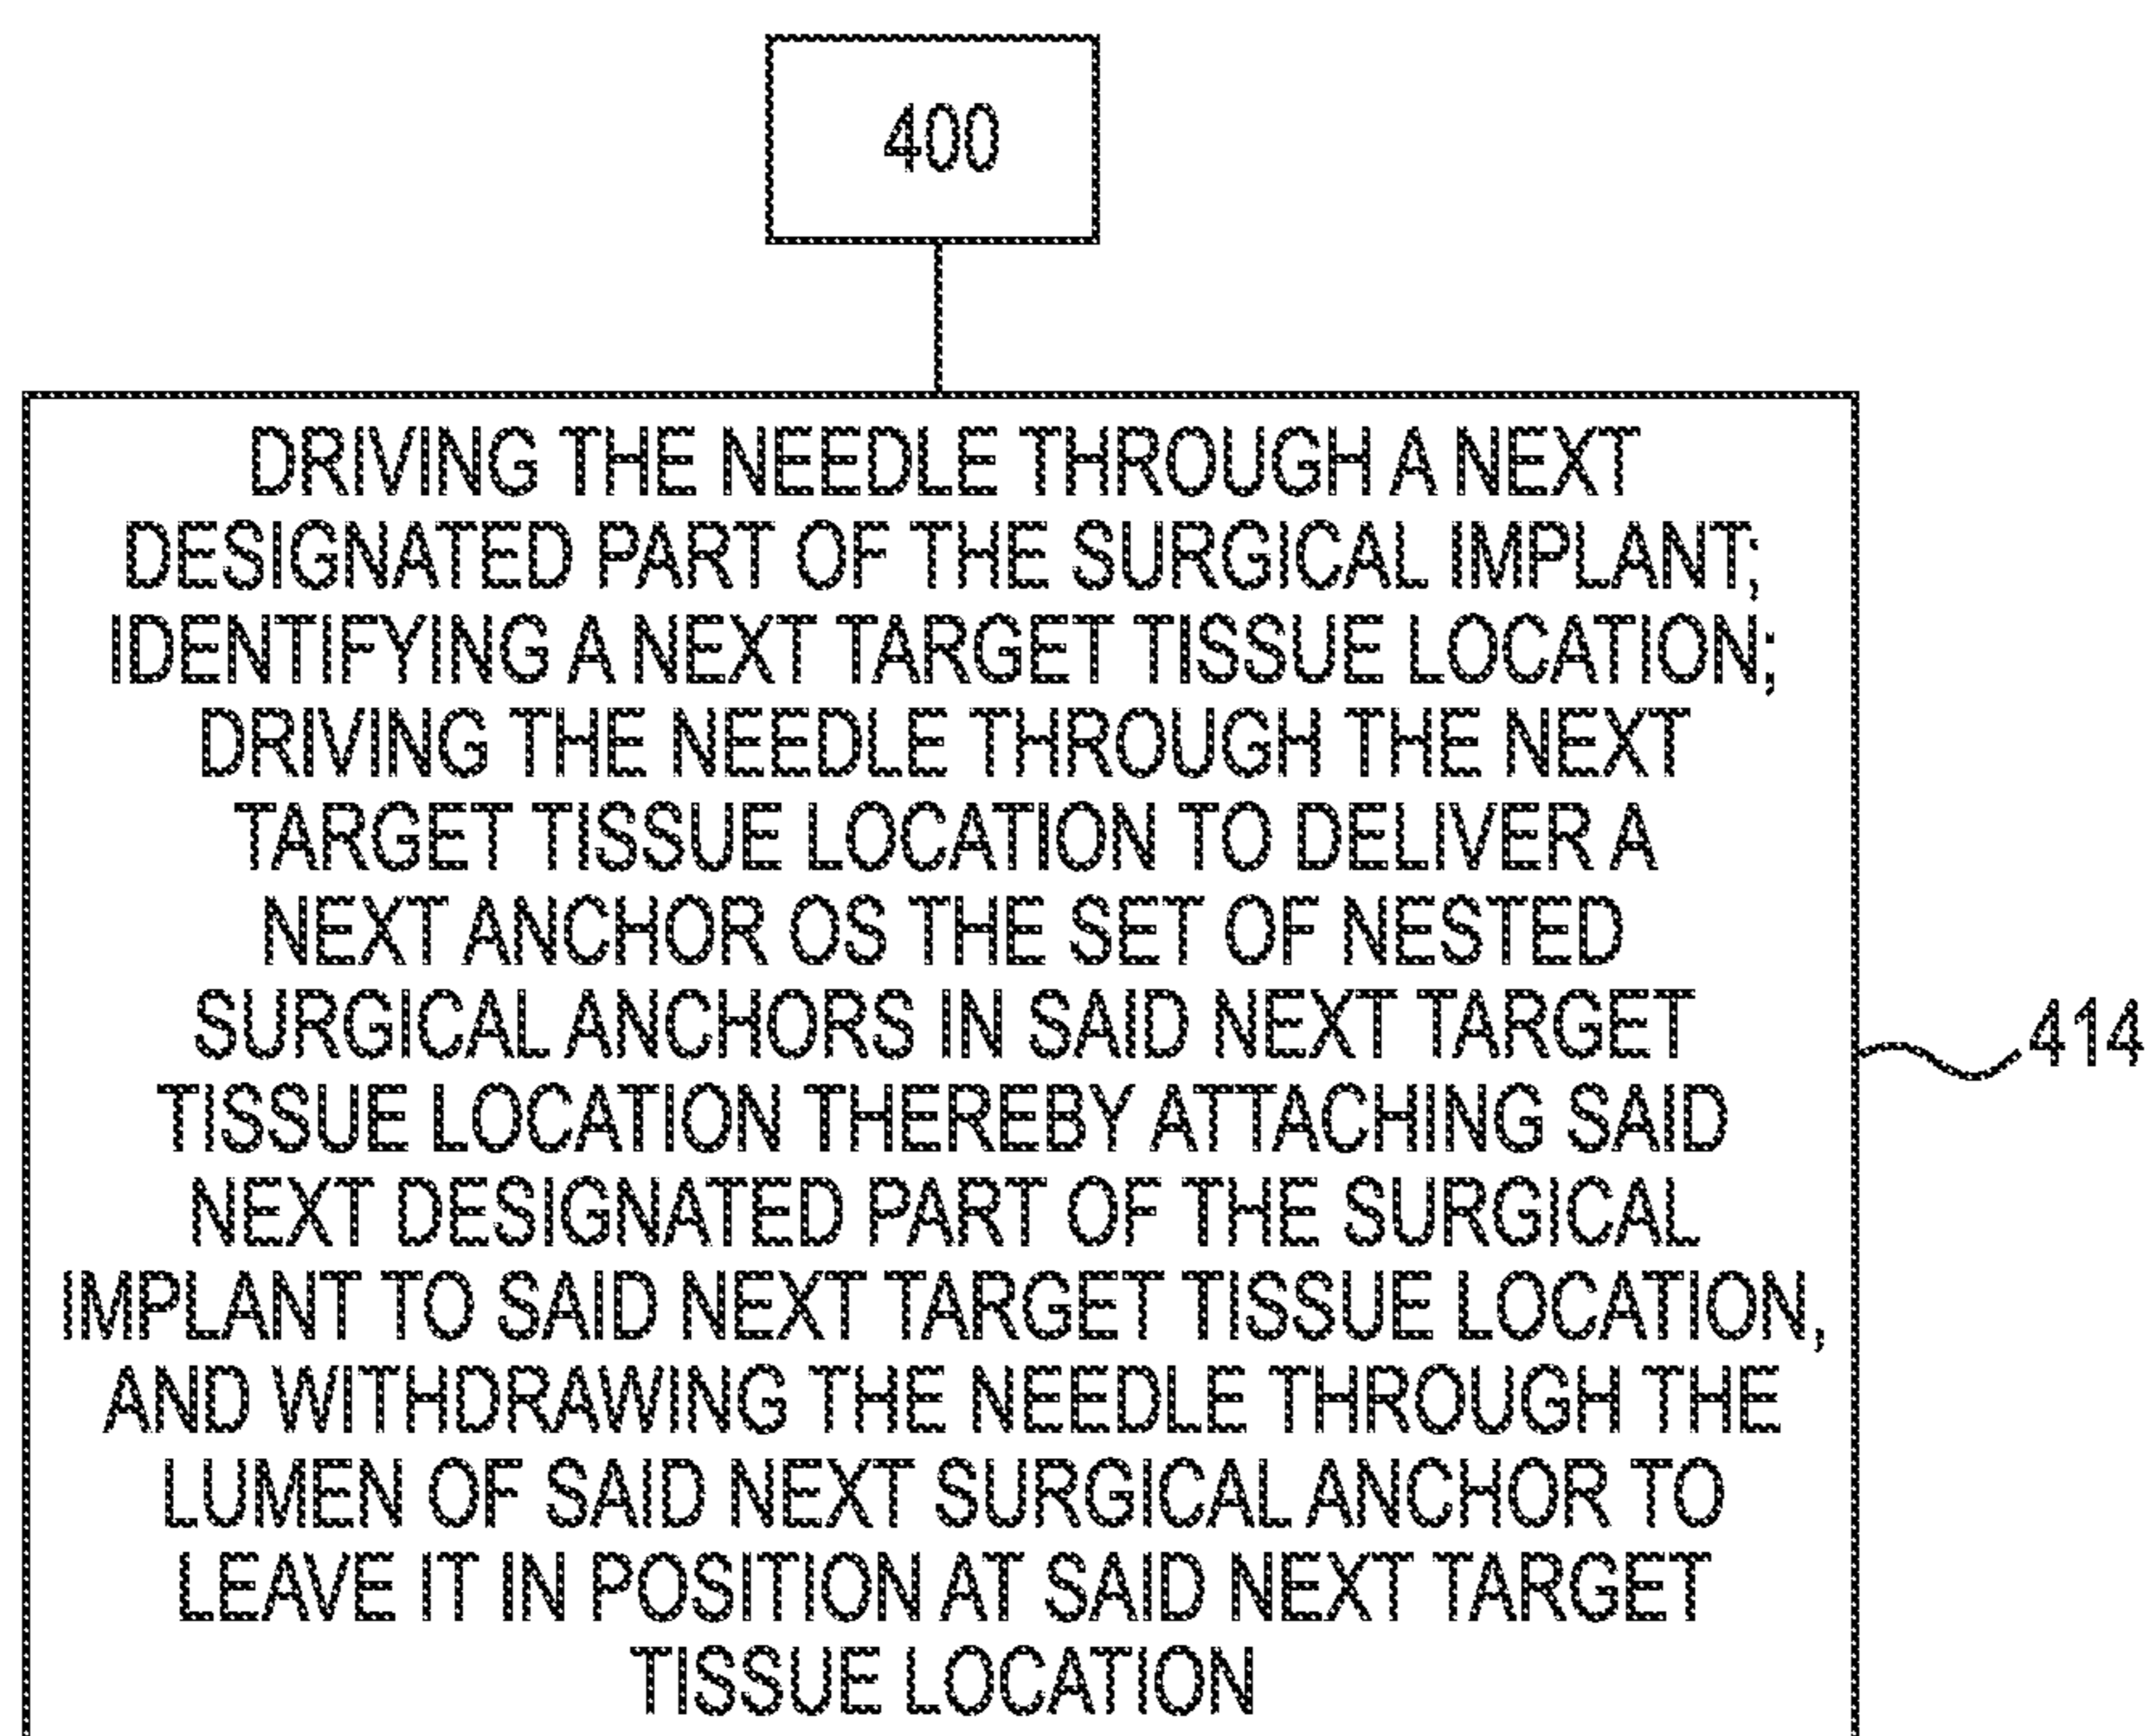 400
DRIVING THE NEEDLE THROUGH A NEXT
DESIGNATED PART OF THE SURGICAL IMPLANT;
IDENTIFYING A NEXT TARGET TISSUE LOCATION;
DRIVING THE NEEDLE THROUGH THE NEXT
TARGET TISSUE LOCATION TO DELIVER A
NEXT ANCHOR OS THE SET OF NESTED
SURGICAL ANCHORS IN SAID NEXT TARGET
TISSUE LOCATION THEREBY ATTACHING SAID
NEXT DESIGNATED PART OF THE SURGICAL
IMPLANT TO SAID NEXT TARGET TISSUE LOCATION,
AND WITHDRAWING THE NEEDLE THROUGH THE
LUMEN OF SAID NEXT SURGICAL ANCHOR TO
LEAVE IT IN POSITION AT SAID NEXT TARGET
TISSUE LOCATION
414